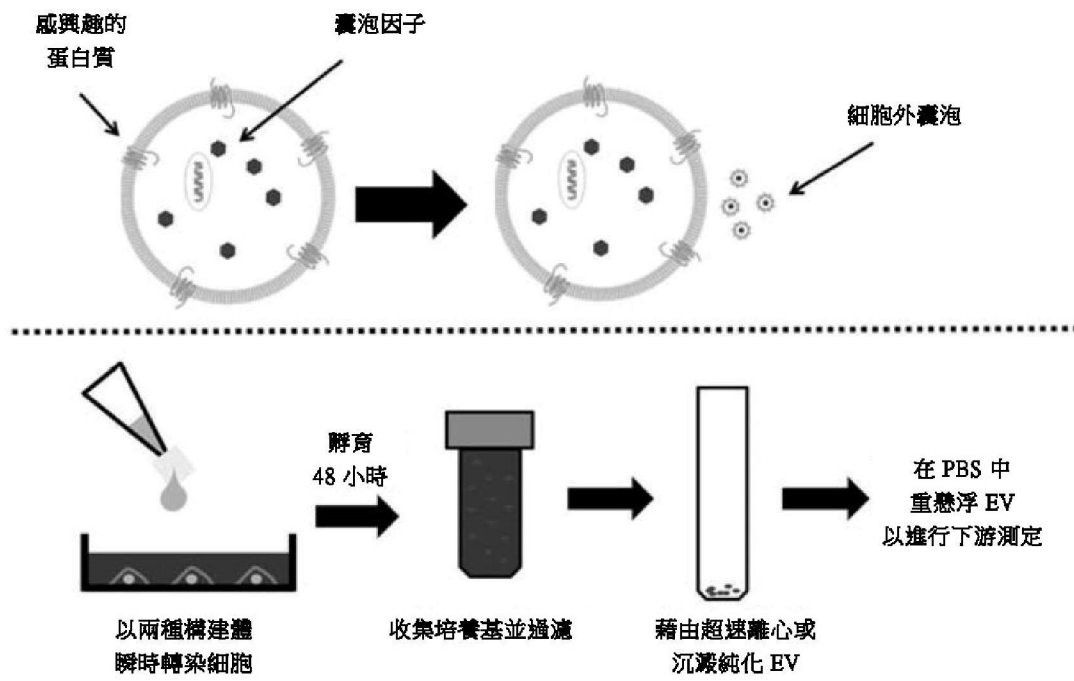 感興趣的
蛋白質
囊泡因子
細胞外囊泡
孵育
48 小時
在 PBS 中
重懸浮 EV
以進行下游測定
以兩種構建體
瞬時轉染細胞
收集培養基並過濾
藉由超速離心或
沉澱純化 EV